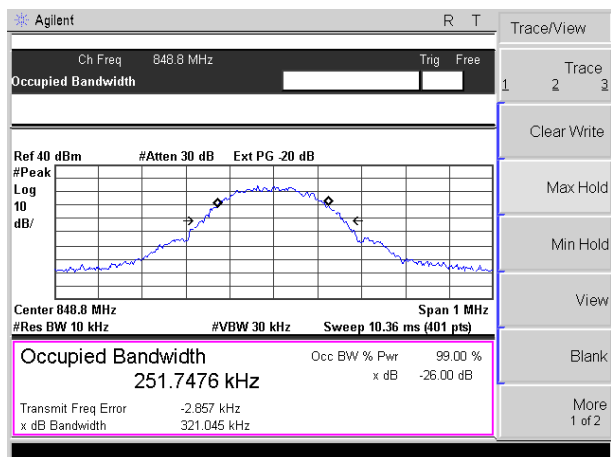 Agilent R T
Trace/View
Ch Freq 848.8 MHz Trig Free
Occupied Bandwidth
Trace
1 2 3
Clear Write
Ref 40 dBm #Atten 30 dB Ext PG -20 dB
#Peak
Log
10
dB/
Max Hold
Min Hold
View
Center 848.8 MHz Span 1 MHz
#Res BW 10 kHz #VBW 30 kHz Sweep 10.36 ms (401 pts)
Occupied Bandwidth Occ BW % Pwr 99.00 %
251.7476 kHz x dB -26.00 dB
Blank
Transmit Freq Error -2.857 kHz
x dB Bandwidth 321.045 kHz
More
1 of 2